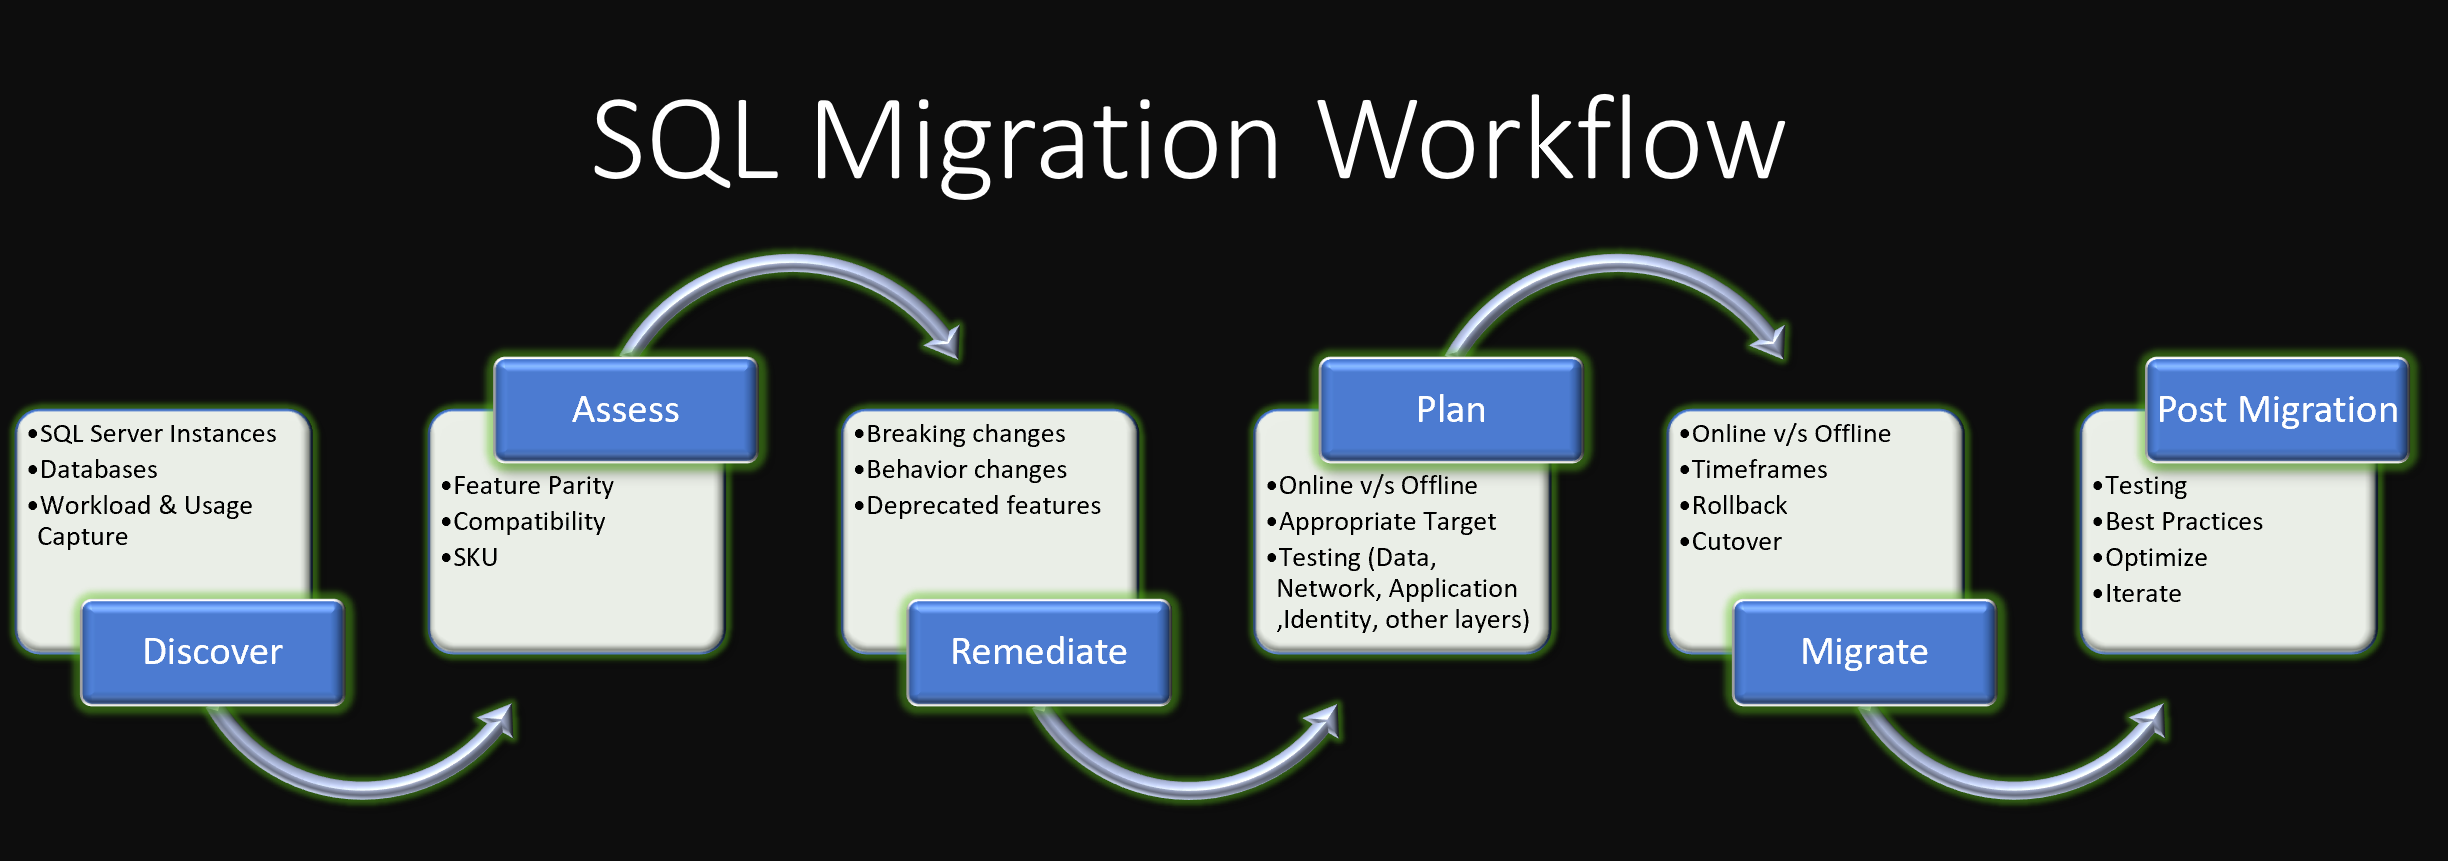 SQL Migration Workflow
•SQL Server Instances
•Databases
•Workload & Usage
Capture
Discover
Assess
•Feature Parity
•Compatibility
•SKU
•Breaking changes
•Behavior changes
•Deprecated features
Remediate
Plan
•Online v/s Offline
•Appropriate Target
•Testing (Data,
Network, Application
,Identity, other layers)
•Online v/s Offline
•Timeframes
•Rollback
•Cutover
Migrate
Post Migration
•Testing
•Best Practices
•Optimize
•Iterate